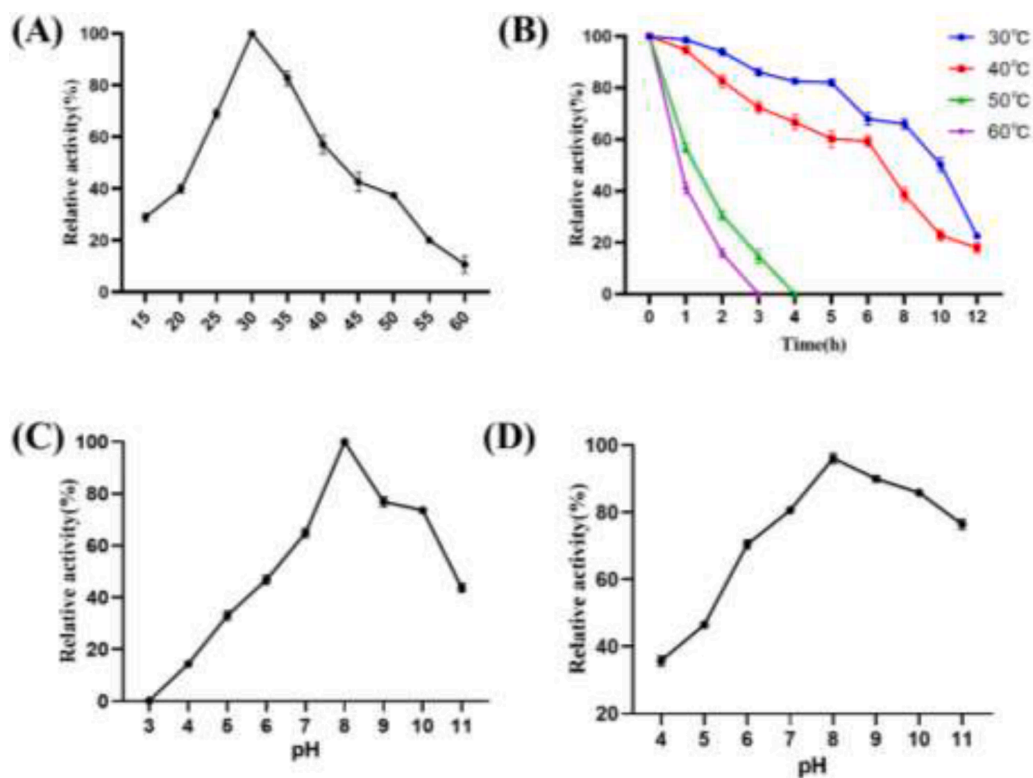 (A)
Relative activity(%)
100
80
60
40
20
0
15 20 25 30 35 40 45 50 55 60
(B)
Relative activity(%)
100
80
60
40
20
0
0 1 2 3 4 5 6 8 10 12
Time(h)
30℃
40℃
50℃
60℃
(C)
Relative activity(%)
100
80
60
40
20
0
3 4 5 6 7 8 9 10 11
pH
(D)
Relative activity(%)
100
80
60
40
20
4 5 6 7 8 9 10 11
pH